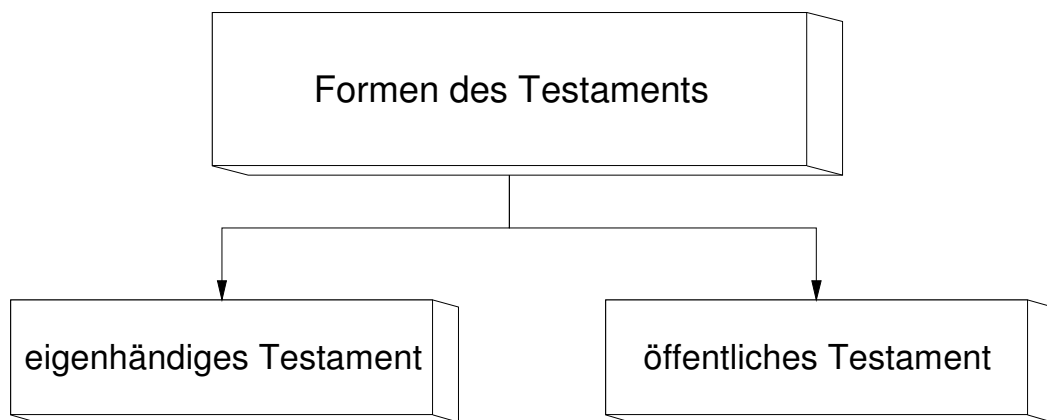 Formen des Testaments
eigenhändiges Testament
öffentliches Testament